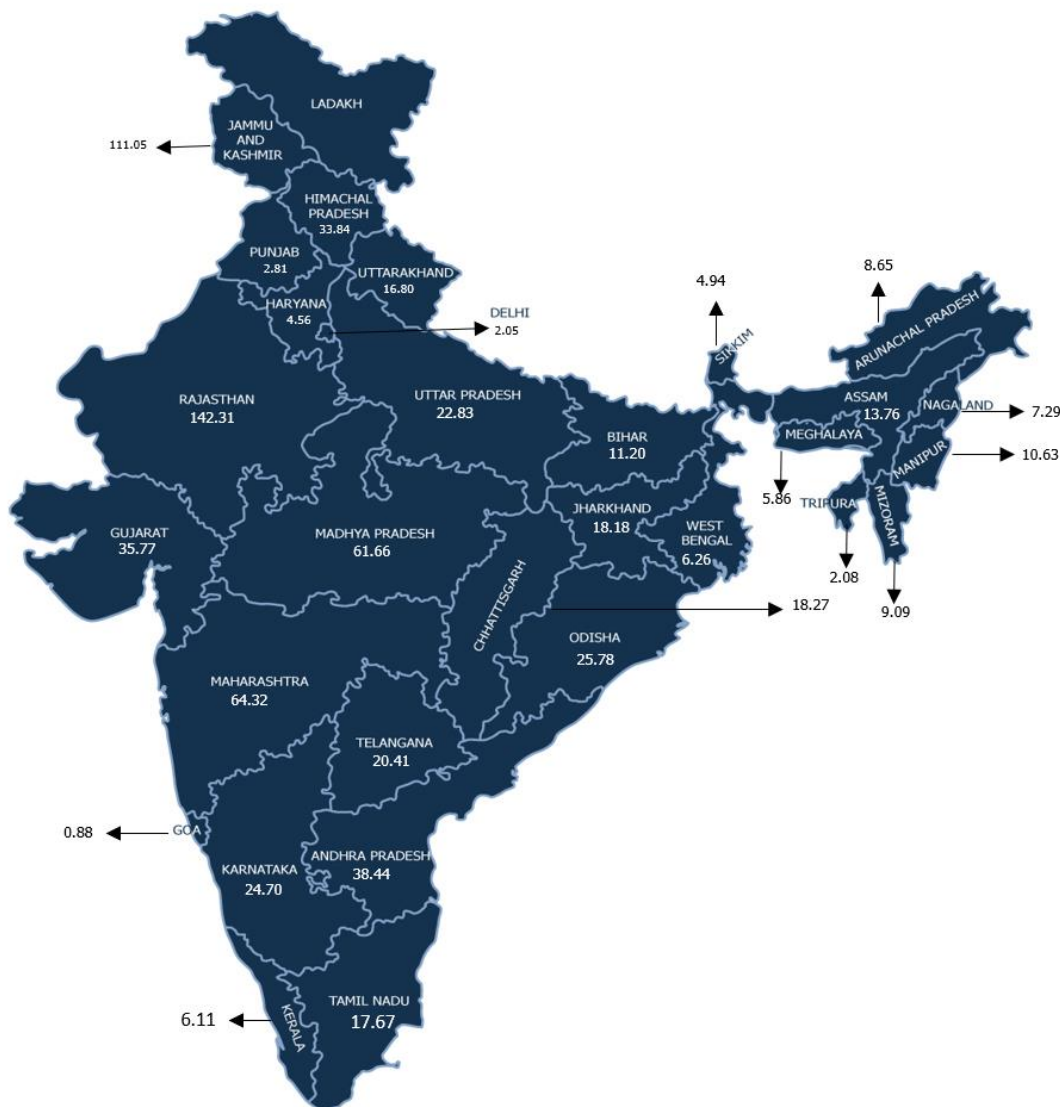 LADAKH
JAMMU
AND
KASHMIR
111.05
HIMACHAL
PRADESH
33.84
PUNJAB
2.81
UTTARAKHAND
16.80
HARYANA
4.56
DELHI
2.05
4.94
SIKKIM
8.65
ARUNACHAL PRADESH
RAJASTHAN
142.31
UTTAR PRADESH
22.83
ASSAM
13.76
NAGALAND
7.29
BIHAR
11.20
MEGHALAYA
5.86
MANIPUR
10.63
GUJARAT
35.77
MADHYA PRADESH
61.66
JHARKHAND
18.18
WEST
BENGAL
6.26
TRIPURA
2.08
MIZORAM
9.09
CHHATTISGARH
18.27
ODISHA
25.78
MAHARASHTRA
64.32
TELANGANA
20.41
0.88
GOA
KARNATAKA
24.70
ANDHRA PRADESH
38.44
6.11
KERALA
TAMIL NADU
17.67